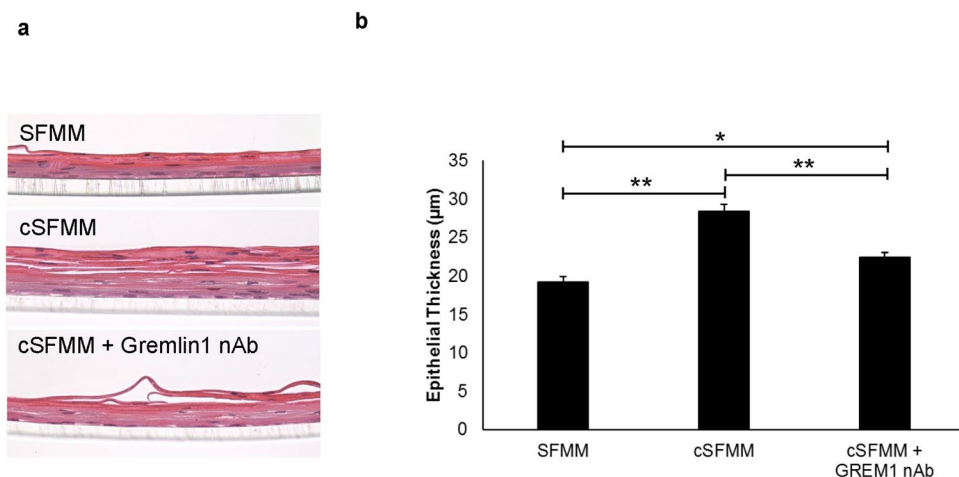 a
SFMM
cSFMM
cSFMM + Gremlin1 nAb
b
*
**
**
Epithelial Thickness (µm)
35
30
25
20
15
10
5
0
SFMM
cSFMM
cSFMM +
GREM1 nAb